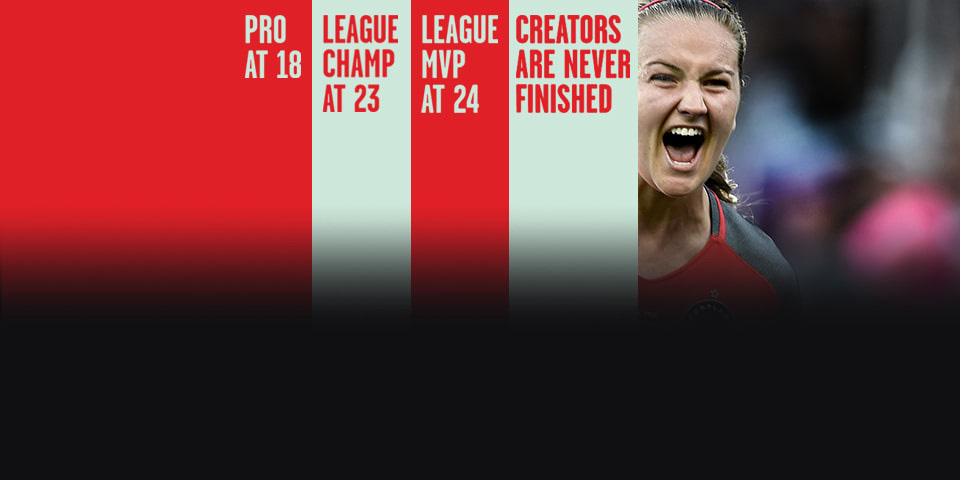 PRO
AT 18
LEAGUE
CHAMP
AT 23
LEAGUE
MVP
AT 24
CREATORS
ARE NEVER
FINISHED